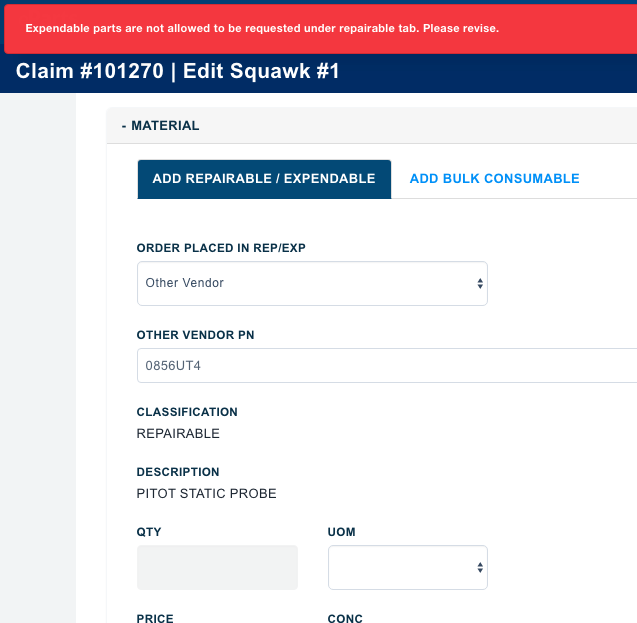 Expendable parts are not allowed to be requested under repairable tab. Please revise.
Claim #101270 | Edit Squawk #1
- MATERIAL
ADD REPAIRABLE / EXPENDABLE ADD BULK CONSUMABLE
ORDER PLACED IN REP/EXP
Other Vendor
OTHER VENDOR PN
0856UT4
CLASSIFICATION
REPAIRABLE
DESCRIPTION
PITOT STATIC PROBE
QTY UOM
PRICE CONC